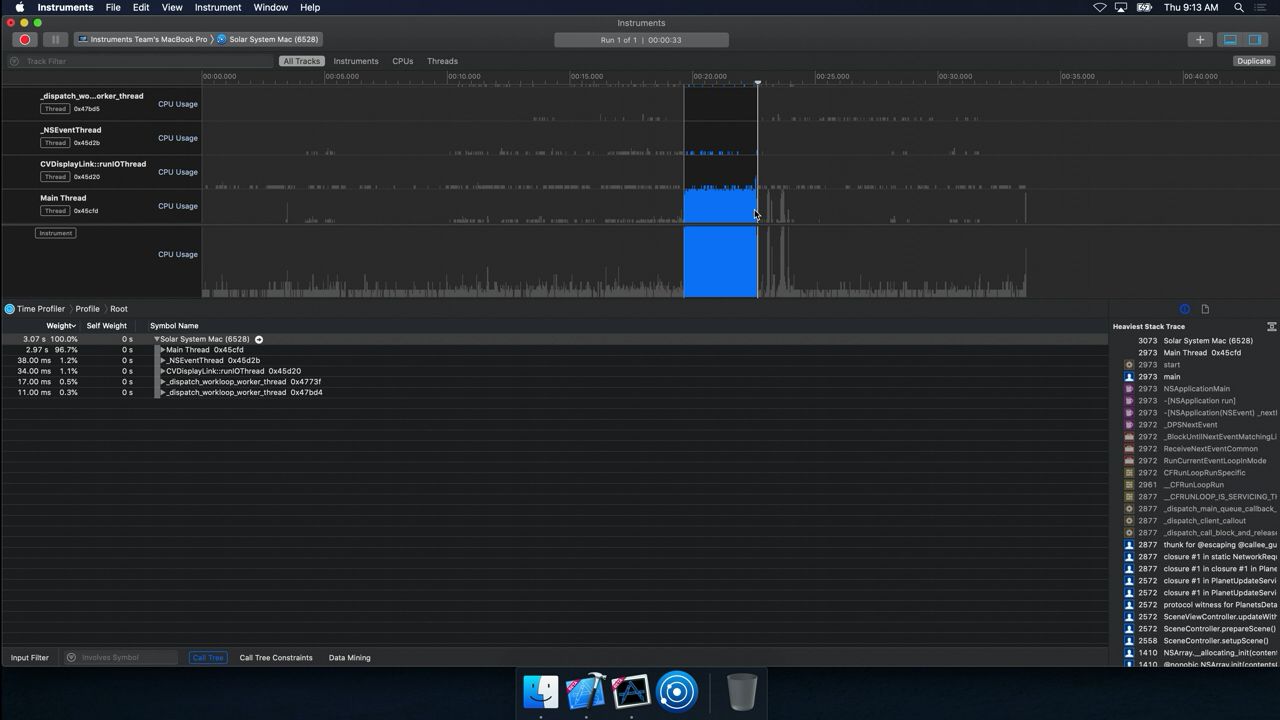 Instruments File Edit View Instrument Window Help Thu 9:13 AM
Instruments
Instruments Team's MacBook Pro Solar System Mac (6528) Run 1 of 1 | 00:00:33
Track Filter All Tracks Instruments CPUs Threads
00:00.000 00:05.000 00:10.000 00:15.000 00:20.000 00:25.000 00:30.000 00:35.000 00:40.000 Duplicate
_dispatch_wo...orker_thread
Thread 0x47bd5 CPU Usage
_NSEventThread
Thread 0x45d2b CPU Usage
CVDisplayLink::runIOThread
Thread 0x45d20 CPU Usage
Main Thread
Thread 0x45cfd CPU Usage
Instrument
CPU Usage
Time Profiler Profile Root
Weight Self Weight Symbol Name
3.07 s 100.0% 0 s Solar System Mac (6528)
2.97 s 96.7% 0 s Main Thread 0x45cfd
38.00 ms 1.2% 0 s _NSEventThread 0x45d2b
34.00 ms 1.1% 0 s CVDisplayLink::runIOThread 0x45d20
17.00 ms 0.5% 0 s _dispatch_workloop_worker_thread 0x4773f
11.00 ms 0.3% 0 s _dispatch_workloop_worker_thread 0x47bd4
Heaviest Stack Trace
3073 Solar System Mac (6528)
2973 Main Thread 0x45cfd
2973 start
2973 main
2973 NSApplicationMain
2973 -[NSApplication run]
2973 -[NSApplication(NSEvent) _next
2973 _DPSNextEvent
2972 _BlockUntilNextEventMatchingLi
2972 ReceiveNextEventCommon
2972 RunCurrentEventLoopInMode
2972 CFRunLoopRunSpecific
2961 __CFRunLoopRun
2877 __CFRUNLOOP_IS_SERVICING_T
2877 _dispatch_main_queue_callback_
2877 _dispatch_client_callout
2877 _dispatch_call_block_and_releas
2877 thunk for @escaping @callee_gu
2877 closure #1 in static NetworkReq
2877 closure #1 in closure #1 in Plane
2572 closure #1 in PlanetUpdateServi
2572 closure #1 in PlanetUpdateServi
2572 protocol witness for PlanetsDeta
2572 SceneViewController.updateWith
2572 SceneController.prepareScene()
2558 SceneController.setupScene()
1410 NSArray.__allocating_init(content
1410 @nonobjc NSArray.init(content
Input Filter Involves Symbol Call Tree Call Tree Constraints Data Mining